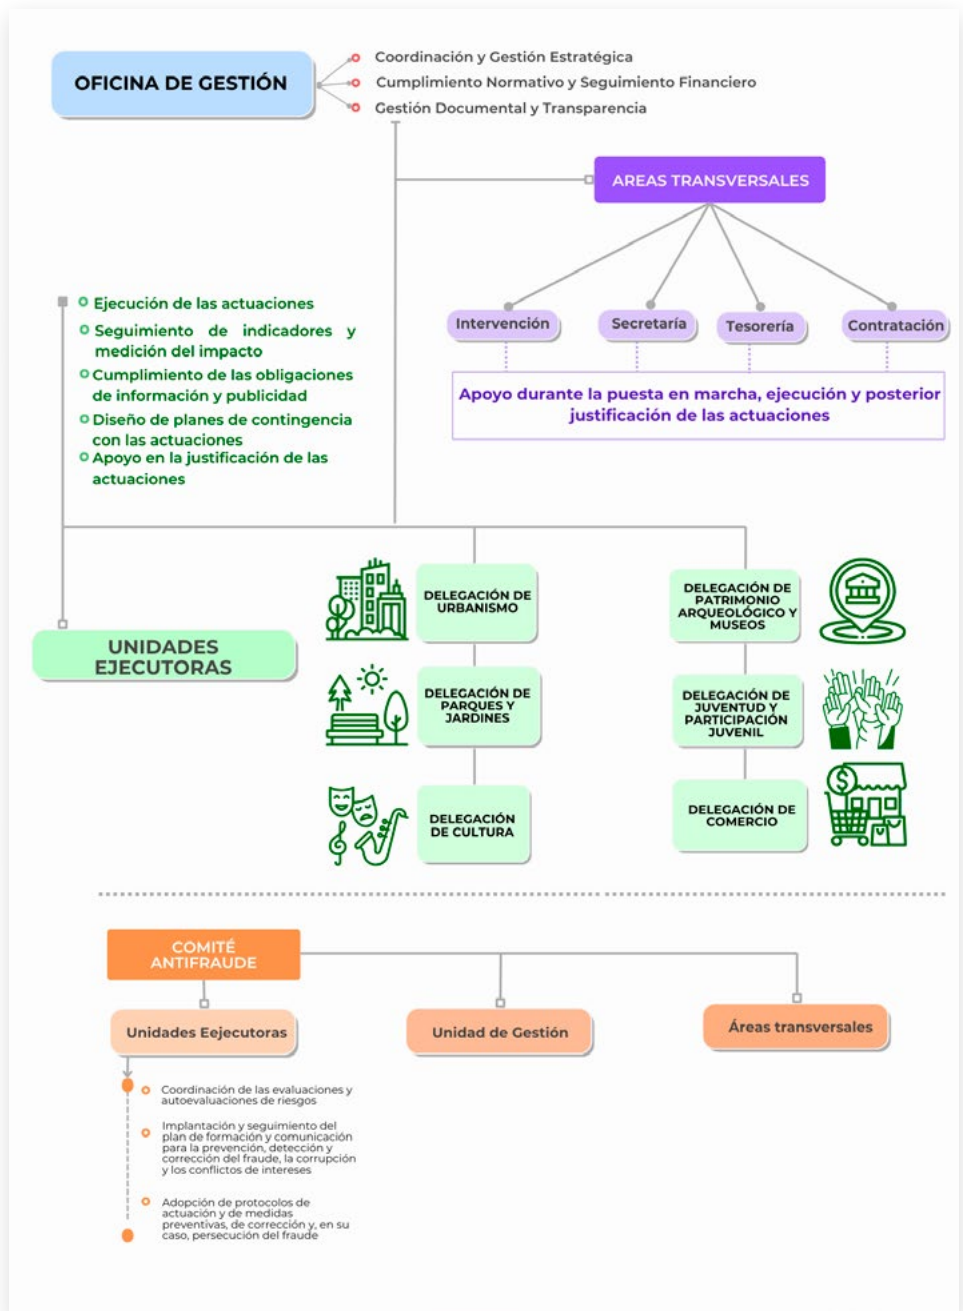 OFICINA DE GESTIÓN
Coordinación y Gestión Estratégica
Cumplimiento Normativo y Seguimiento Financiero
Gestión Documental y Transparencia
AREAS TRANSVERSALES
Intervención
Secretaría
Tesorería
Contratación
Apoyo durante la puesta en marcha, ejecución y posterior
justificación de las actuaciones
Ejecución de las actuaciones
Seguimiento de indicadores y
medición del impacto
Cumplimiento de las obligaciones
de información y publicidad
Diseño de planes de contingencia
con las actuaciones
Apoyo en la justificación de las
actuaciones
UNIDADES
EJECUTORAS
DELEGACIÓN DE
URBANISMO
DELEGACIÓN DE
PARQUES Y
JARDINES
DELEGACIÓN
DE CULTURA
DELEGACIÓN DE
PATRIMONIO
ARQUEOLÓGICO Y
MUSEOS
DELEGACIÓN DE
JUVENTUD Y
PARTICIPACIÓN
JUVENIL
$
DELEGACIÓN DE
COMERCIO
COMITÉ
ANTIFRAUDE
Unidades Eejecutoras
Unidad de Gestión
Áreas transversales
Coordinación de las evaluaciones y
autoevaluaciones de riesgos
Implantación y seguimiento del
plan de formación y comunicación
para la prevención, detección y
corrección del fraude, la corrupción
y los conflictos de intereses
Adopción de protocolos de
actuación y de medidas
preventivas, de corrección y, en su
caso, persecución del fraude